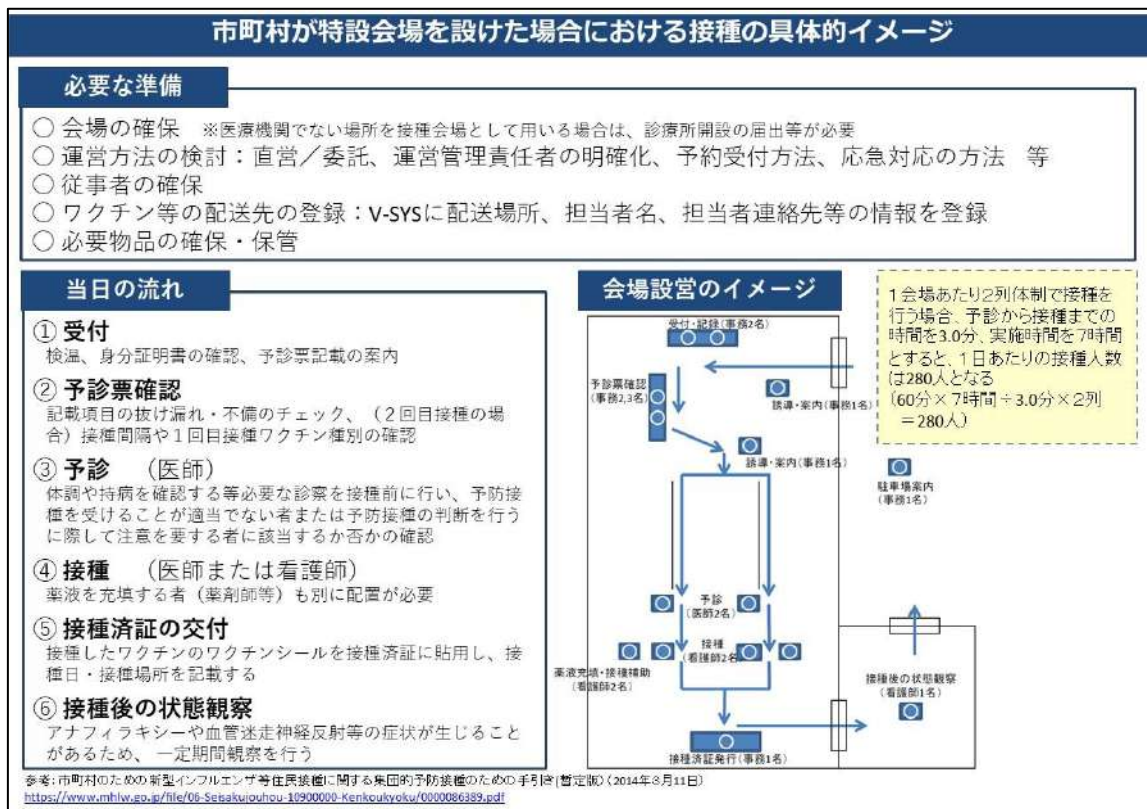 市町村が特設会場を設けた場合における接種の具体的イメージ
必要な準備
○ 会場の確保 ※医療機関でない場所を接種会場として用いる場合は、診療所開設の届出等が必要
○ 運営方法の検討：直営／委託、運営管理責任者の明確化、予約受付方法、応急対応の方法 等
○ 従事者の確保
○ ワクチン等の配送先の登録：V-SYSに配送場所、担当者名、担当者連絡先等の情報を登録
○ 必要物品の確保・保管
当日の流れ
① 受付
検温、身分証明書の確認、予診票記載の案内
② 予診票確認
記載項目の抜け漏れ・不備のチェック、（２回目接種の場
合）接種間隔や１回目接種ワクチン種別の確認
③ 予診 （医師）
体調や持病を確認する等必要な診察を接種前に行い、予防接
種を受けることが適当でない者または予防接種の判断を行う
に際して注意を要する者に該当するか否かの確認
④ 接種 （医師または看護師）
薬液を充填する者（薬剤師等）も別に配置が必要
⑤ 接種済証の交付
接種したワクチンのワクチンシールを接種済証に貼用し、接
種日・接種場所を記載する
⑥ 接種後の状態観察
アナフィラキシーや血管迷走神経反射等の症状が生じること
があるため、一定期間観察を行う
会場設営のイメージ
受付・記録(事務2名)
予診票確認
(事務2,3名)
誘導・案内(事務1名)
誘導・案内(事務1名)
駐車場案内
(事務1名)
予診
(医師2名)
接種
(看護師2名)
薬液充填・接種補助
(看護師2名)
接種後の状態観察
(看護師1名)
接種済証発行(事務1名)
１会場あたり2列体制で接種を
行う場合、予診から接種までの
時間を3.0分、実施時間を7時間
とすると、１日あたりの接種人数
は280人となる
(60分×7時間÷3.0分×２列
＝280人)
参考：市町村のための新型インフルエンザ等住民接種に関する集団的予防接種のための手引き(暫定版)（2014年3月11日）
https://www.mhlw.go.jp/file/06-Seisakujouhou-10900000-Kenkoukyoku/0000086389.pdf